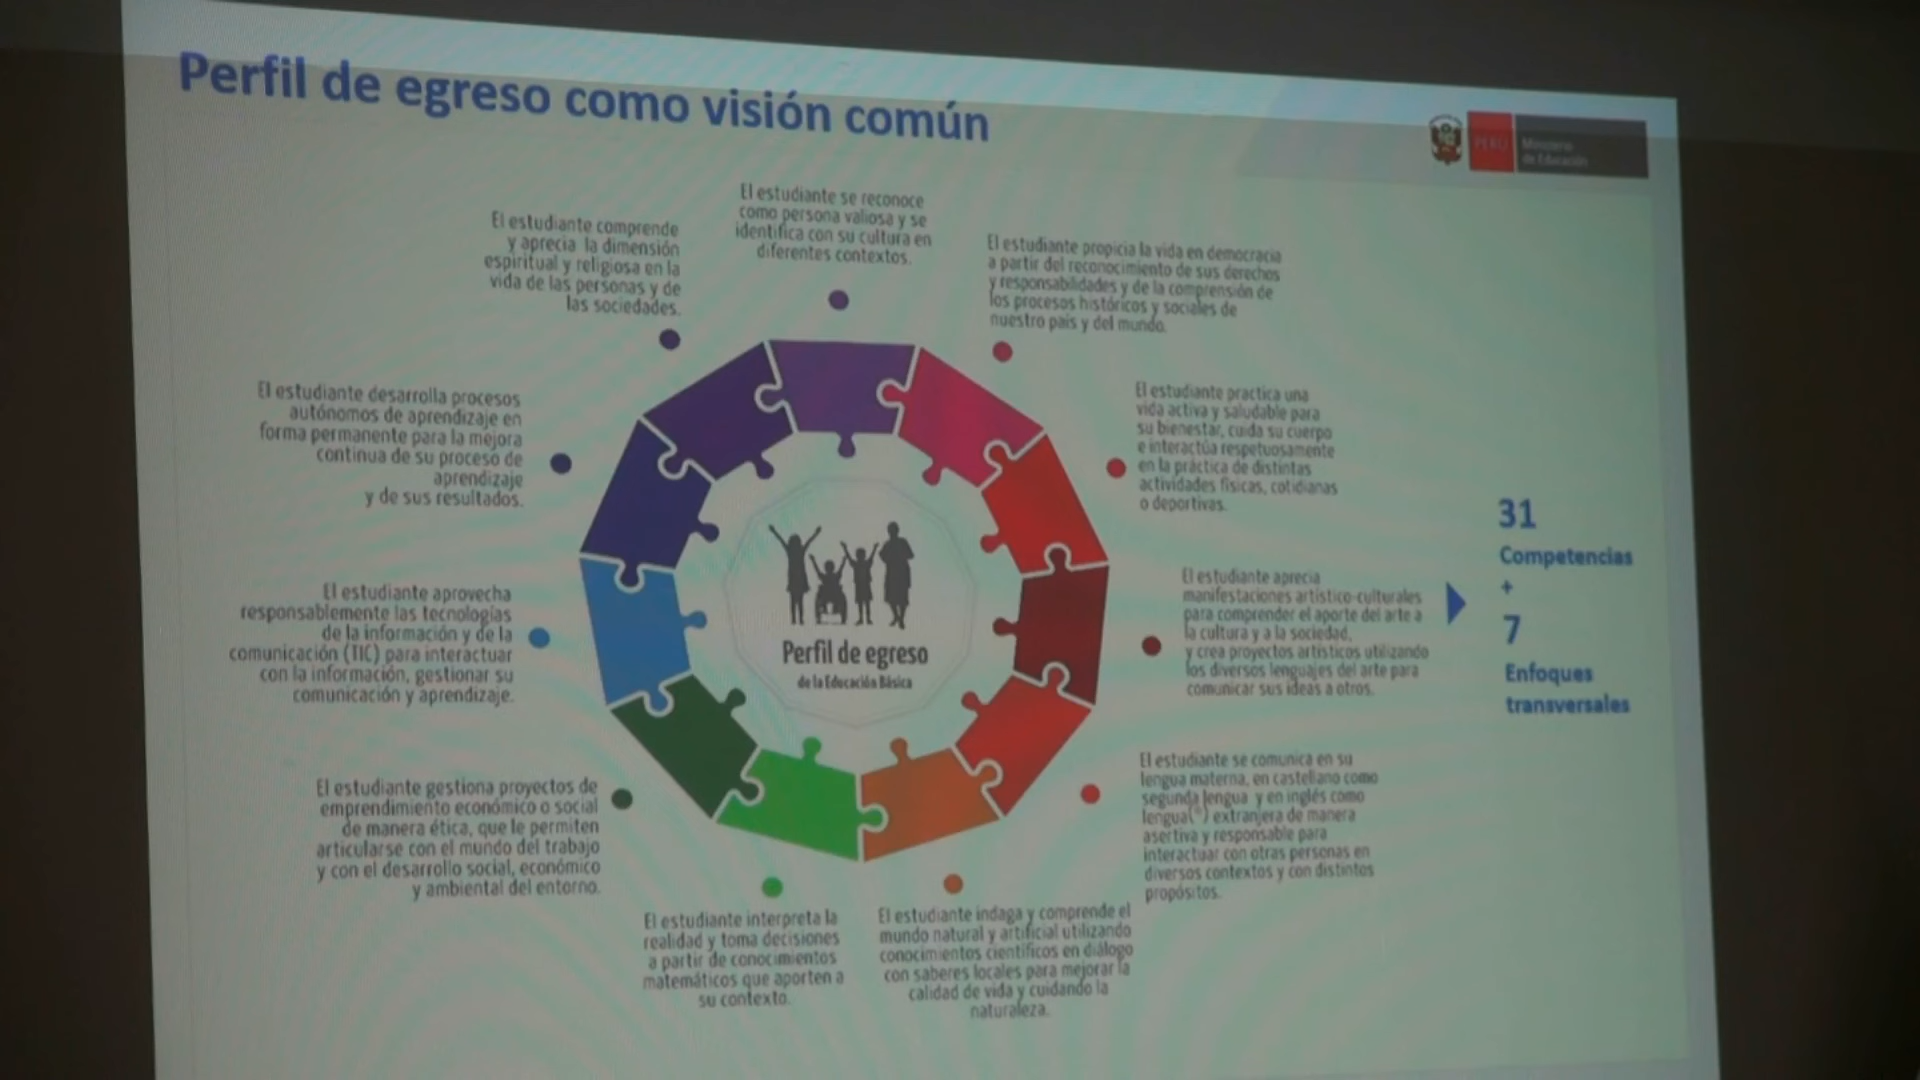 Perfil de egreso como visión común
PERÚ
Ministerio
de Educación
El estudiante se reconoce
como persona valiosa y se
identifica con su cultura en
diferentes contextos.
El estudiante comprende
y aprecia la dimensión
espiritual y religiosa en la
vida de las personas y de
las sociedades.
El estudiante propicia la vida en democracia
a partir del reconocimiento de sus derechos
y responsabilidades y de la comprensión de
los procesos históricos y sociales de
nuestro país y del mundo.
El estudiante desarrolla procesos
autónomos de aprendizaje en
forma permanente para la mejora
continua de su proceso de
aprendizaje
y de sus resultados.
El estudiante practica una
vida activa y saludable para
su bienestar, cuida su cuerpo
e interactúa respetuosamente
en la práctica de distintas
actividades físicas, cotidianas
o deportivas.
El estudiante aprovecha
responsablemente las tecnologías
de la información y de la
comunicación (TIC) para interactuar
con la información, gestionar su
comunicación y aprendizaje.
Perfil de egreso
de la Educación Básica
El estudiante aprecia
manifestaciones artístico-culturales
para comprender el aporte del arte a
la cultura y a la sociedad,
y crea proyectos artísticos utilizando
los diversos lenguajes del arte para
comunicar sus ideas a otros.
31
Competencias
+
7
Enfoques
transversales
El estudiante gestiona proyectos de
emprendimiento económico o social
de manera ética, que le permiten
articularse con el mundo del trabajo
y con el desarrollo social, económico
y ambiental del entorno.
El estudiante se comunica en su
lengua materna, en castellano como
segunda lengua y en inglés como
lengua(*) extranjera de manera
asertiva y responsable para
interactuar con otras personas en
diversos contextos y con distintos
propósitos.
El estudiante interpreta la
realidad y toma decisiones
a partir de conocimientos
matemáticos que aporten a
su contexto.
El estudiante indaga y comprende el
mundo natural y artificial utilizando
conocimientos científicos en diálogo
con saberes locales para mejorar la
calidad de vida y cuidando la
naturaleza.